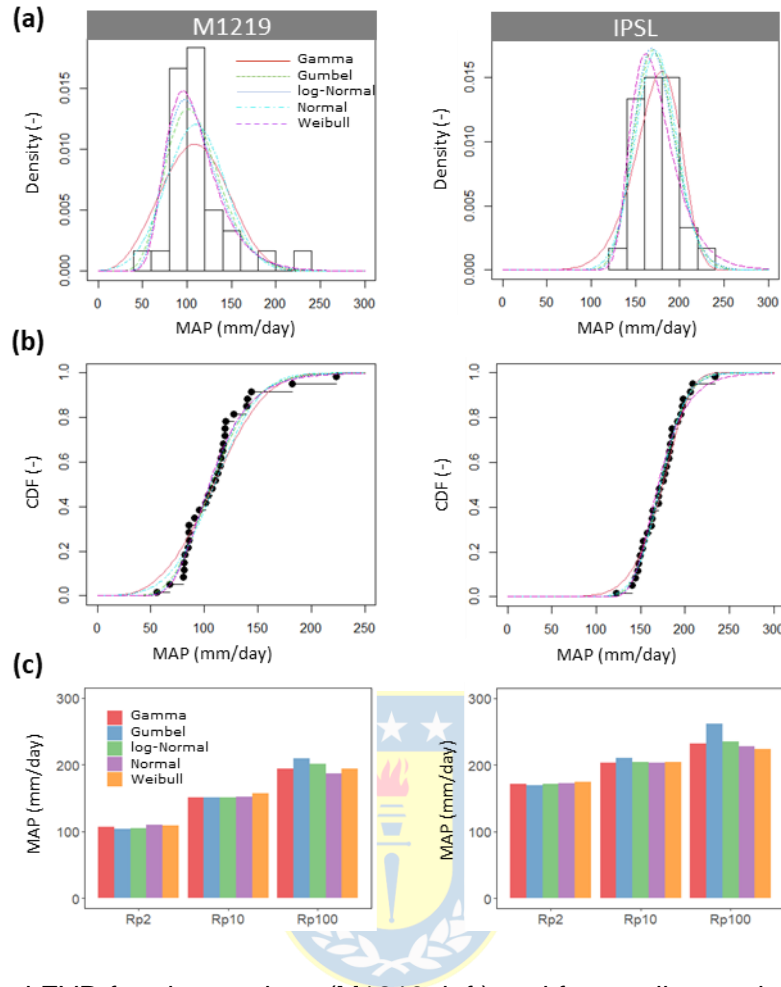 (a)
M1219
IPSL
Density (-)
0.015
0.010
0.005
0.000
Gamma
Gumbel
log-Normal
Normal
Weibull
0 50 100 150 200 250 300
MAP (mm/day)
Density (-)
0.015
0.010
0.005
0.000
0 50 100 150 200 250 300
MAP (mm/day)
(b)
CDF (-)
1.0
0.8
0.6
0.4
0.2
0.0
0 50 100 150 200 250
MAP (mm/day)
CDF (-)
1.0
0.8
0.6
0.4
0.2
0.0
0 50 100 150 200 250 300
MAP (mm/day)
(c)
MAP (mm/day)
300
200
100
0
Gamma
Gumbel
log-Normal
Normal
Weibull
Rp2 Rp10 Rp100
MAP (mm/day)
300
200
100
0
Rp2 Rp10 Rp100